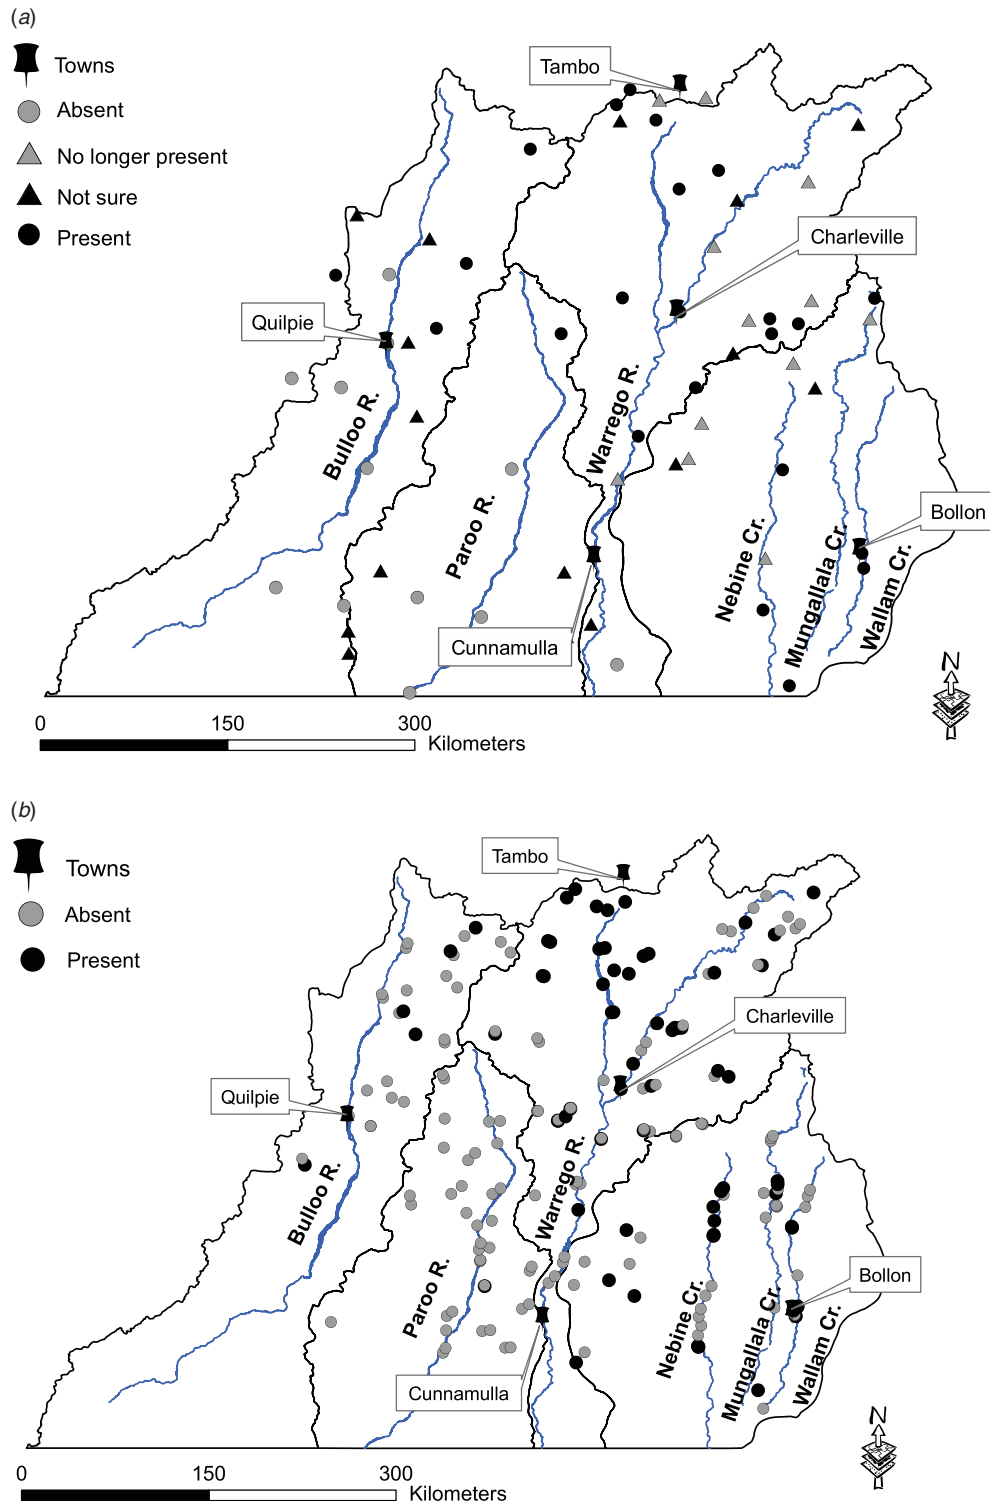 (a)
Towns
Absent
No longer present
Not sure
Present
Tambo
Charleville
Quilpie
Bulloo R.
Warrego R.
Paroo R.
Bollon
Nebine Cr.
Mungallala Cr.
Wallam Cr.
Cunnamulla
N
0 150 300
Kilometers
(b)
Towns
Absent
Present
Tambo
Charleville
Quilpie
Bulloo R.
Warrego R.
Paroo R.
Bollon
Nebine Cr.
Mungallala Cr.
Wallam Cr.
Cunnamulla
N
0 150 300
Kilometers